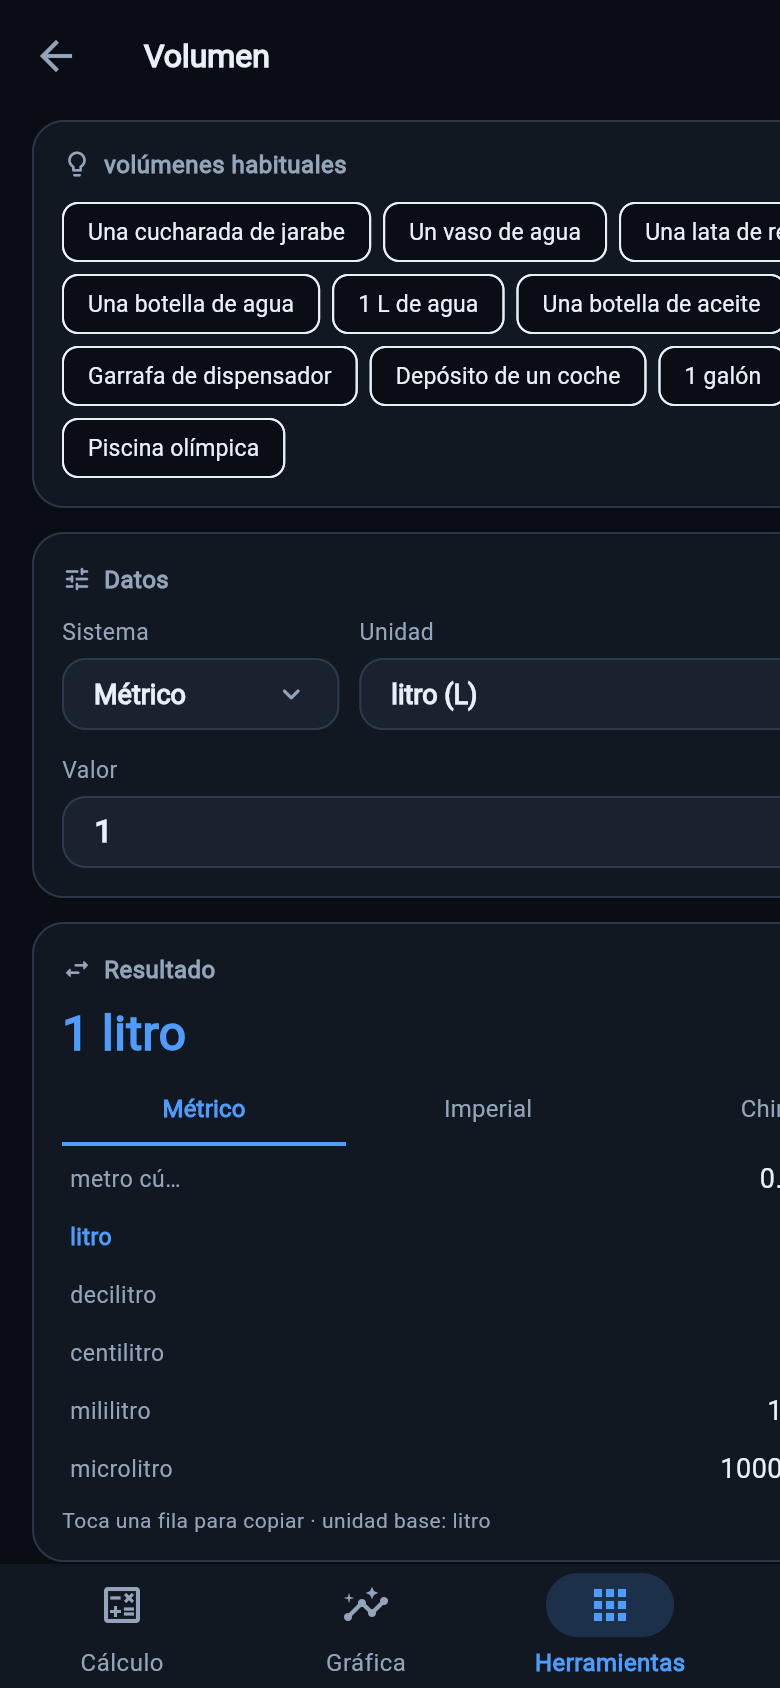 Volumen
volúmenes habituales
Una cucharada de jarabe Un vaso de agua Una lata de
Una botella de agua 1 L de agua Una botella de aceite
Garrafa de dispensador Depósito de un coche 1 galón
Piscina olímpica
Datos
Sistema Unidad
Métrico litro (L)
Valor
1
Resultado
1 litro
Métrico Imperial
metro cú…
litro
decilitro
centilitro
mililitro
microlitro
Toca una fila para copiar · unidad base: litro
Cálculo Gráfica Herramientas